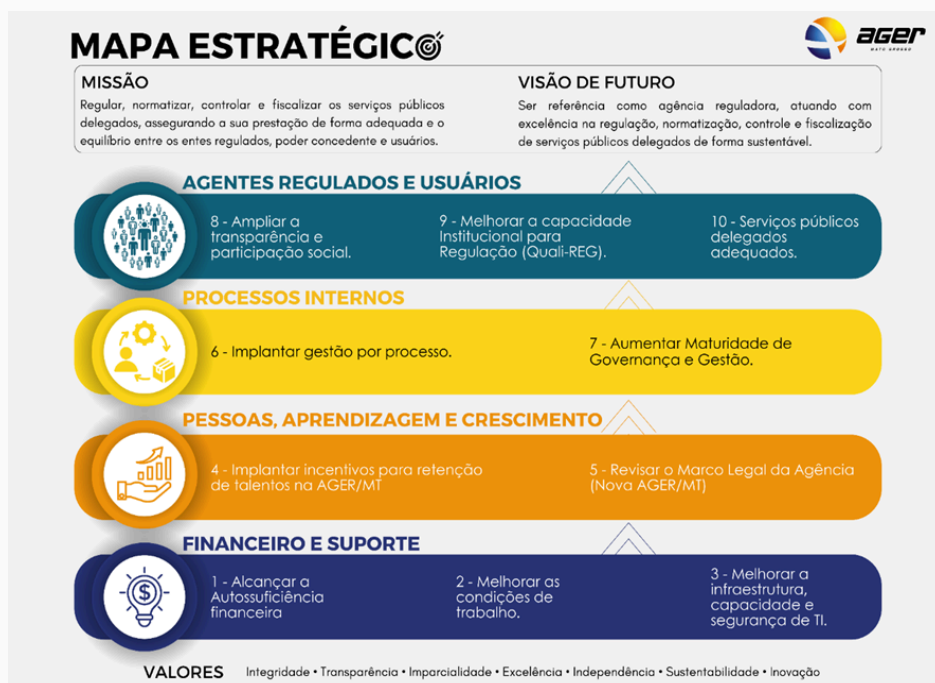 MAPA ESTRATÉGICO
ager
MATO GROSSO
MISSÃO
Regular, normatizar, controlar e fiscalizar os serviços públicos
delegados, assegurando a sua prestação de forma adequada e o
equilíbrio entre os entes regulados, poder concedente e usuários.
VISÃO DE FUTURO
Ser referência como agência reguladora, atuando com
excelência na regulação, normatização, controle e fiscalização
de serviços públicos delegados de forma sustentável.
AGENTES REGULADOS E USUÁRIOS
8 - Ampliar a
transparência e
participação social.
9 - Melhorar a capacidade
Institucional para
Regulação (Quali-REG).
10 - Serviços públicos
delegados
adequados.
PROCESSOS INTERNOS
6 - Implantar gestão por processo.
7 - Aumentar Maturidade de
Governança e Gestão.
PESSOAS, APRENDIZAGEM E CRESCIMENTO
4 - Implantar incentivos para retenção
de talentos na AGER/MT
5 - Revisar o Marco Legal da Agência
(Nova AGER/MT)
FINANCEIRO E SUPORTE
$
1 - Alcançar a
Autossuficiência
financeira
2 - Melhorar as
condições de
trabalho.
3 - Melhorar a
infraestrutura,
capacidade e
segurança de TI.
VALORES Integridade • Transparência • Imparcialidade • Excelência • Independência • Sustentabilidade • Inovação